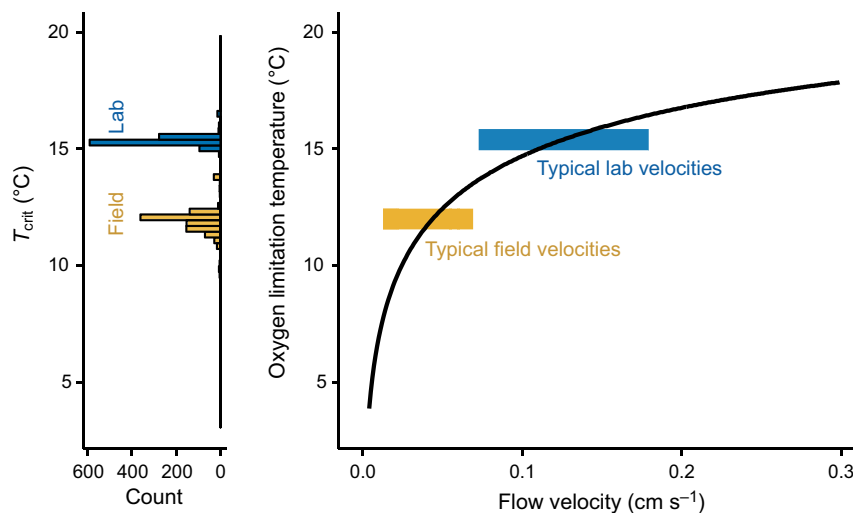 20
15
10
5
T_crit (°C)
Lab
Field
600 400 200 0
Count
20
15
10
5
Oxygen limitation temperature (°C)
Typical lab velocities
Typical field velocities
0.0 0.1 0.2 0.3
Flow velocity (cm s⁻¹)